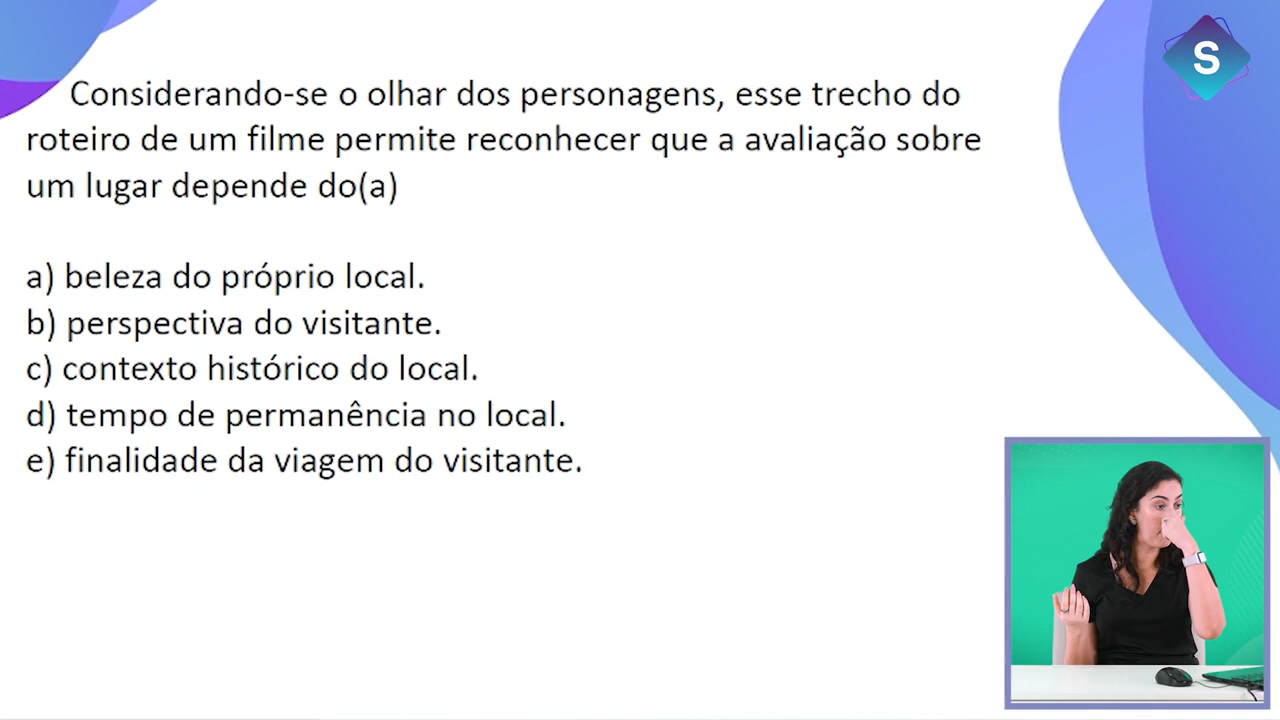 S
Considerando-se o olhar dos personagens, esse trecho do
roteiro de um filme permite reconhecer que a avaliação sobre
um lugar depende do(a)
a) beleza do próprio local.
b) perspectiva do visitante.
c) contexto histórico do local.
d) tempo de permanência no local.
e) finalidade da viagem do visitante.